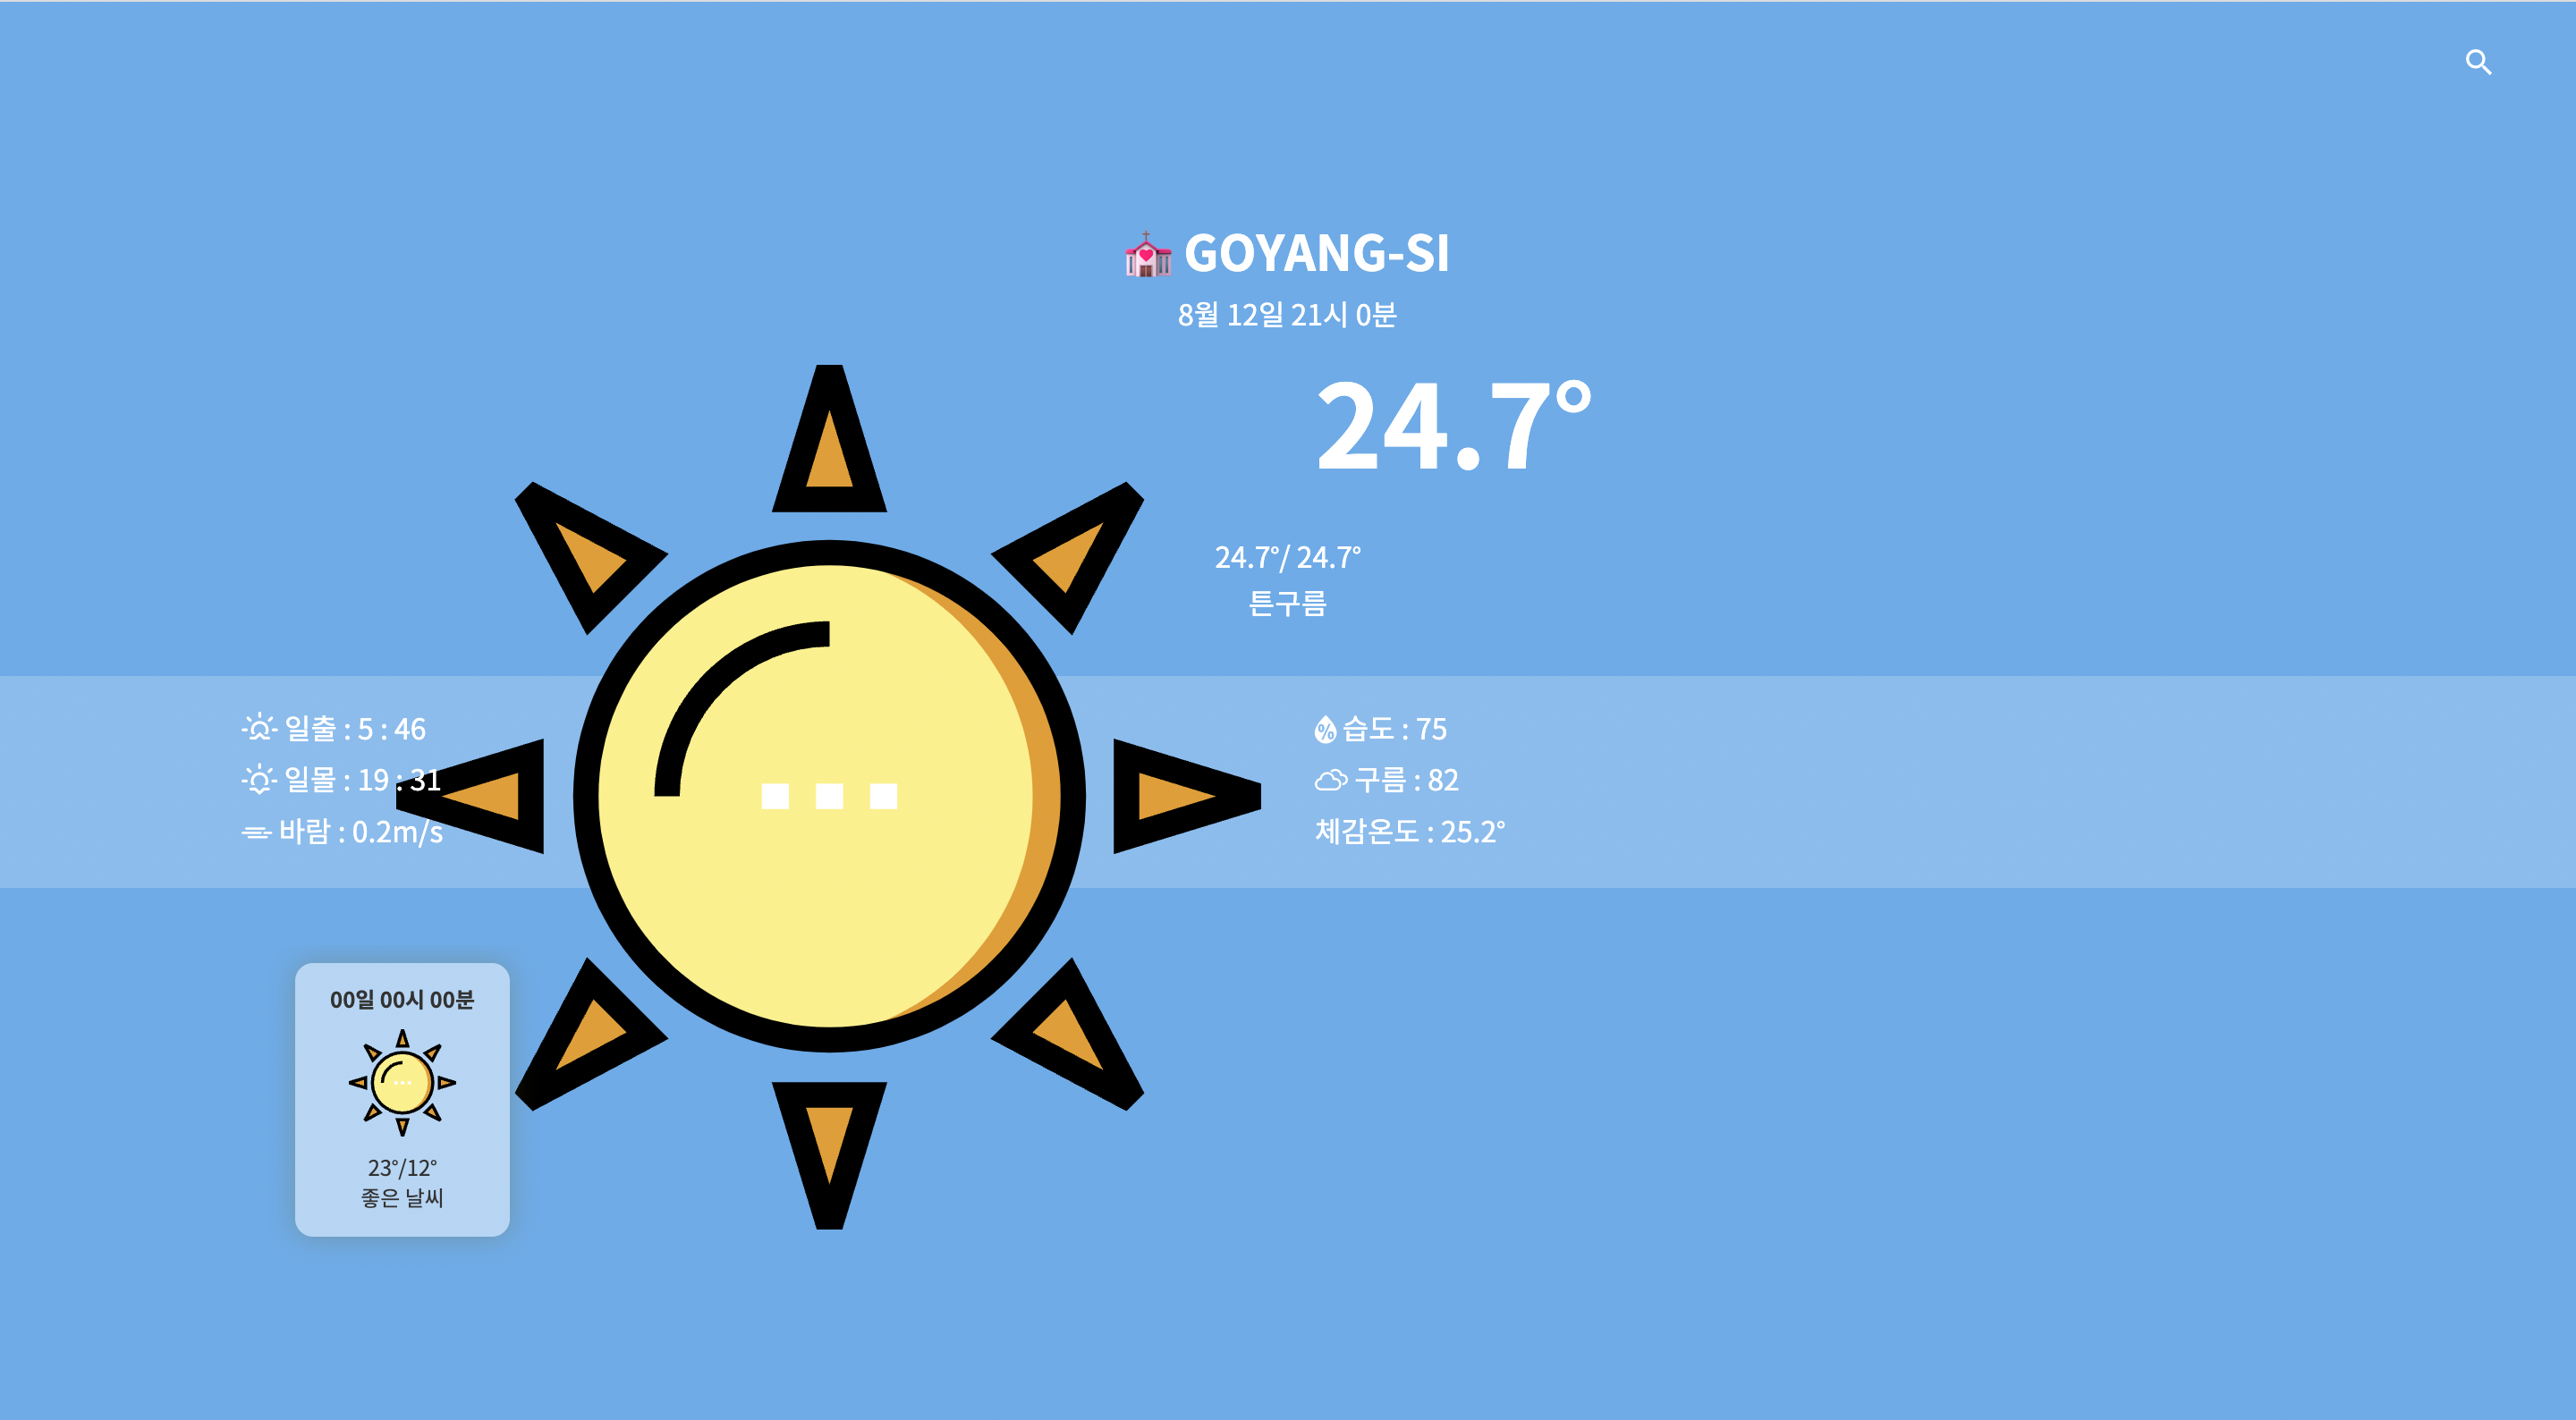 GOYANG-SI
8월 12일 21시 0분
24.7°
24.7°/ 24.7°
튼구름
일출 : 5 : 46
일몰 : 19 : 31
바람 : 0.2m/s
습도 : 75
구름 : 82
체감온도 : 25.2°
00일 00시 00분
23°/12°
좋은 날씨